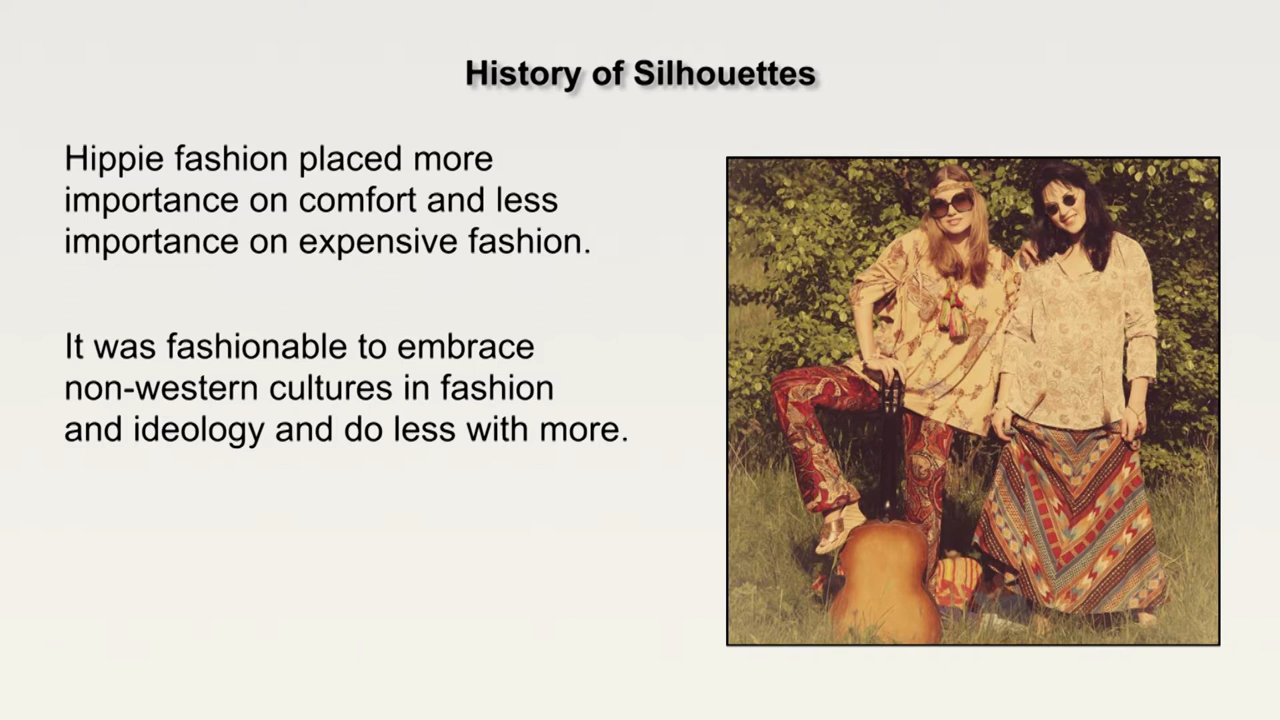 History of Silhouettes
Hippie fashion placed more
importance on comfort and less
importance on expensive fashion.
It was fashionable to embrace
non-western cultures in fashion
and ideology and do less with more.